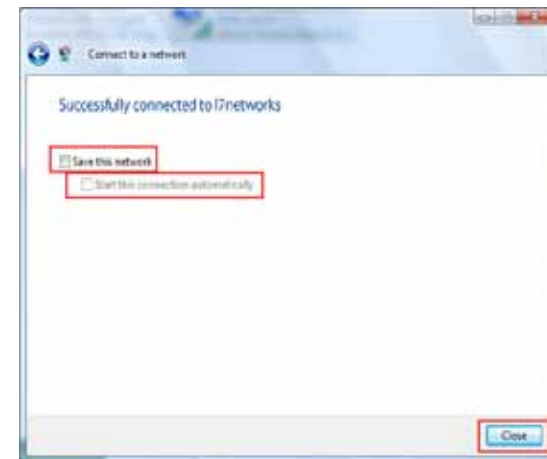 Connect to a network
Successfully connected to l7networks
Save this network
Start this connection automatically
Close